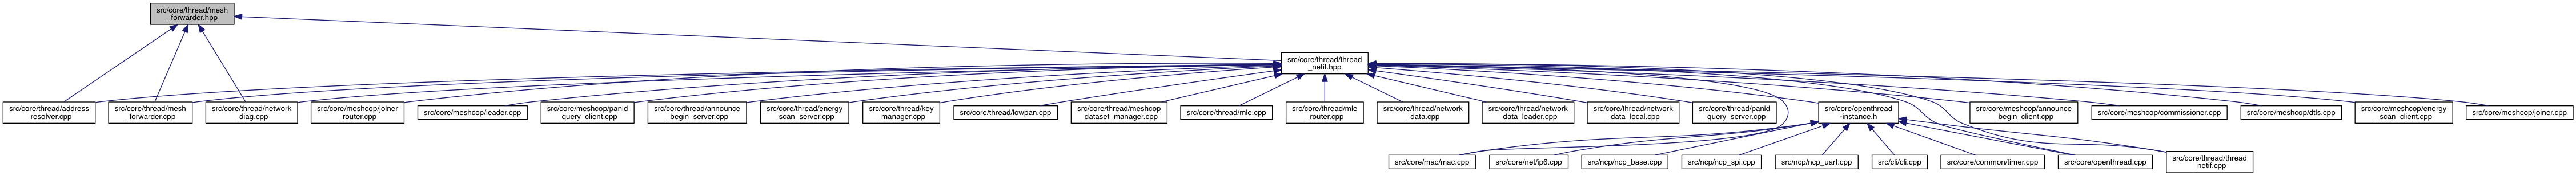 src/core/thread/mesh
_forwarder.hpp
src/core/thread/thread
_netif.hpp
src/core/thread/address
_resolver.cpp
src/core/thread/mesh
_forwarder.cpp
src/core/thread/network
_diag.cpp
src/core/meshcop/joiner
_router.cpp
src/core/meshcop/leader.cpp
src/core/meshcop/panid
_query_client.cpp
src/core/thread/announce
_begin_server.cpp
src/core/thread/energy
_scan_server.cpp
src/core/thread/key
_manager.cpp
src/core/thread/lowpan.cpp
src/core/thread/meshcop
_dataset_manager.cpp
src/core/thread/mle.cpp
src/core/thread/mle
_router.cpp
src/core/thread/network
_data.cpp
src/core/thread/network
_data_leader.cpp
src/core/thread/network
_data_local.cpp
src/core/thread/panid
_query_server.cpp
src/core/openthread
-instance.h
src/core/meshcop/announce
_begin_client.cpp
src/core/meshcop/commissioner.cpp
src/core/meshcop/dtls.cpp
src/core/meshcop/energy
_scan_client.cpp
src/core/meshcop/joiner.cpp
src/core/mac/mac.cpp
src/core/net/ip6.cpp
src/ncp/ncp_base.cpp
src/ncp/ncp_spi.cpp
src/ncp/ncp_uart.cpp
src/cli/cli.cpp
src/core/common/timer.cpp
src/core/openthread.cpp
src/core/thread/thread
_netif.cpp